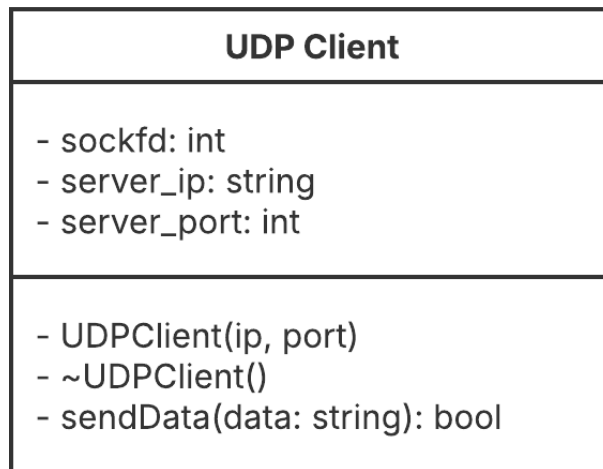 UDP Client
- sockfd: int
- server_ip: string
- server_port: int
- UDPClient(ip, port)
- ~UDPClient()
- sendData(data: string): bool